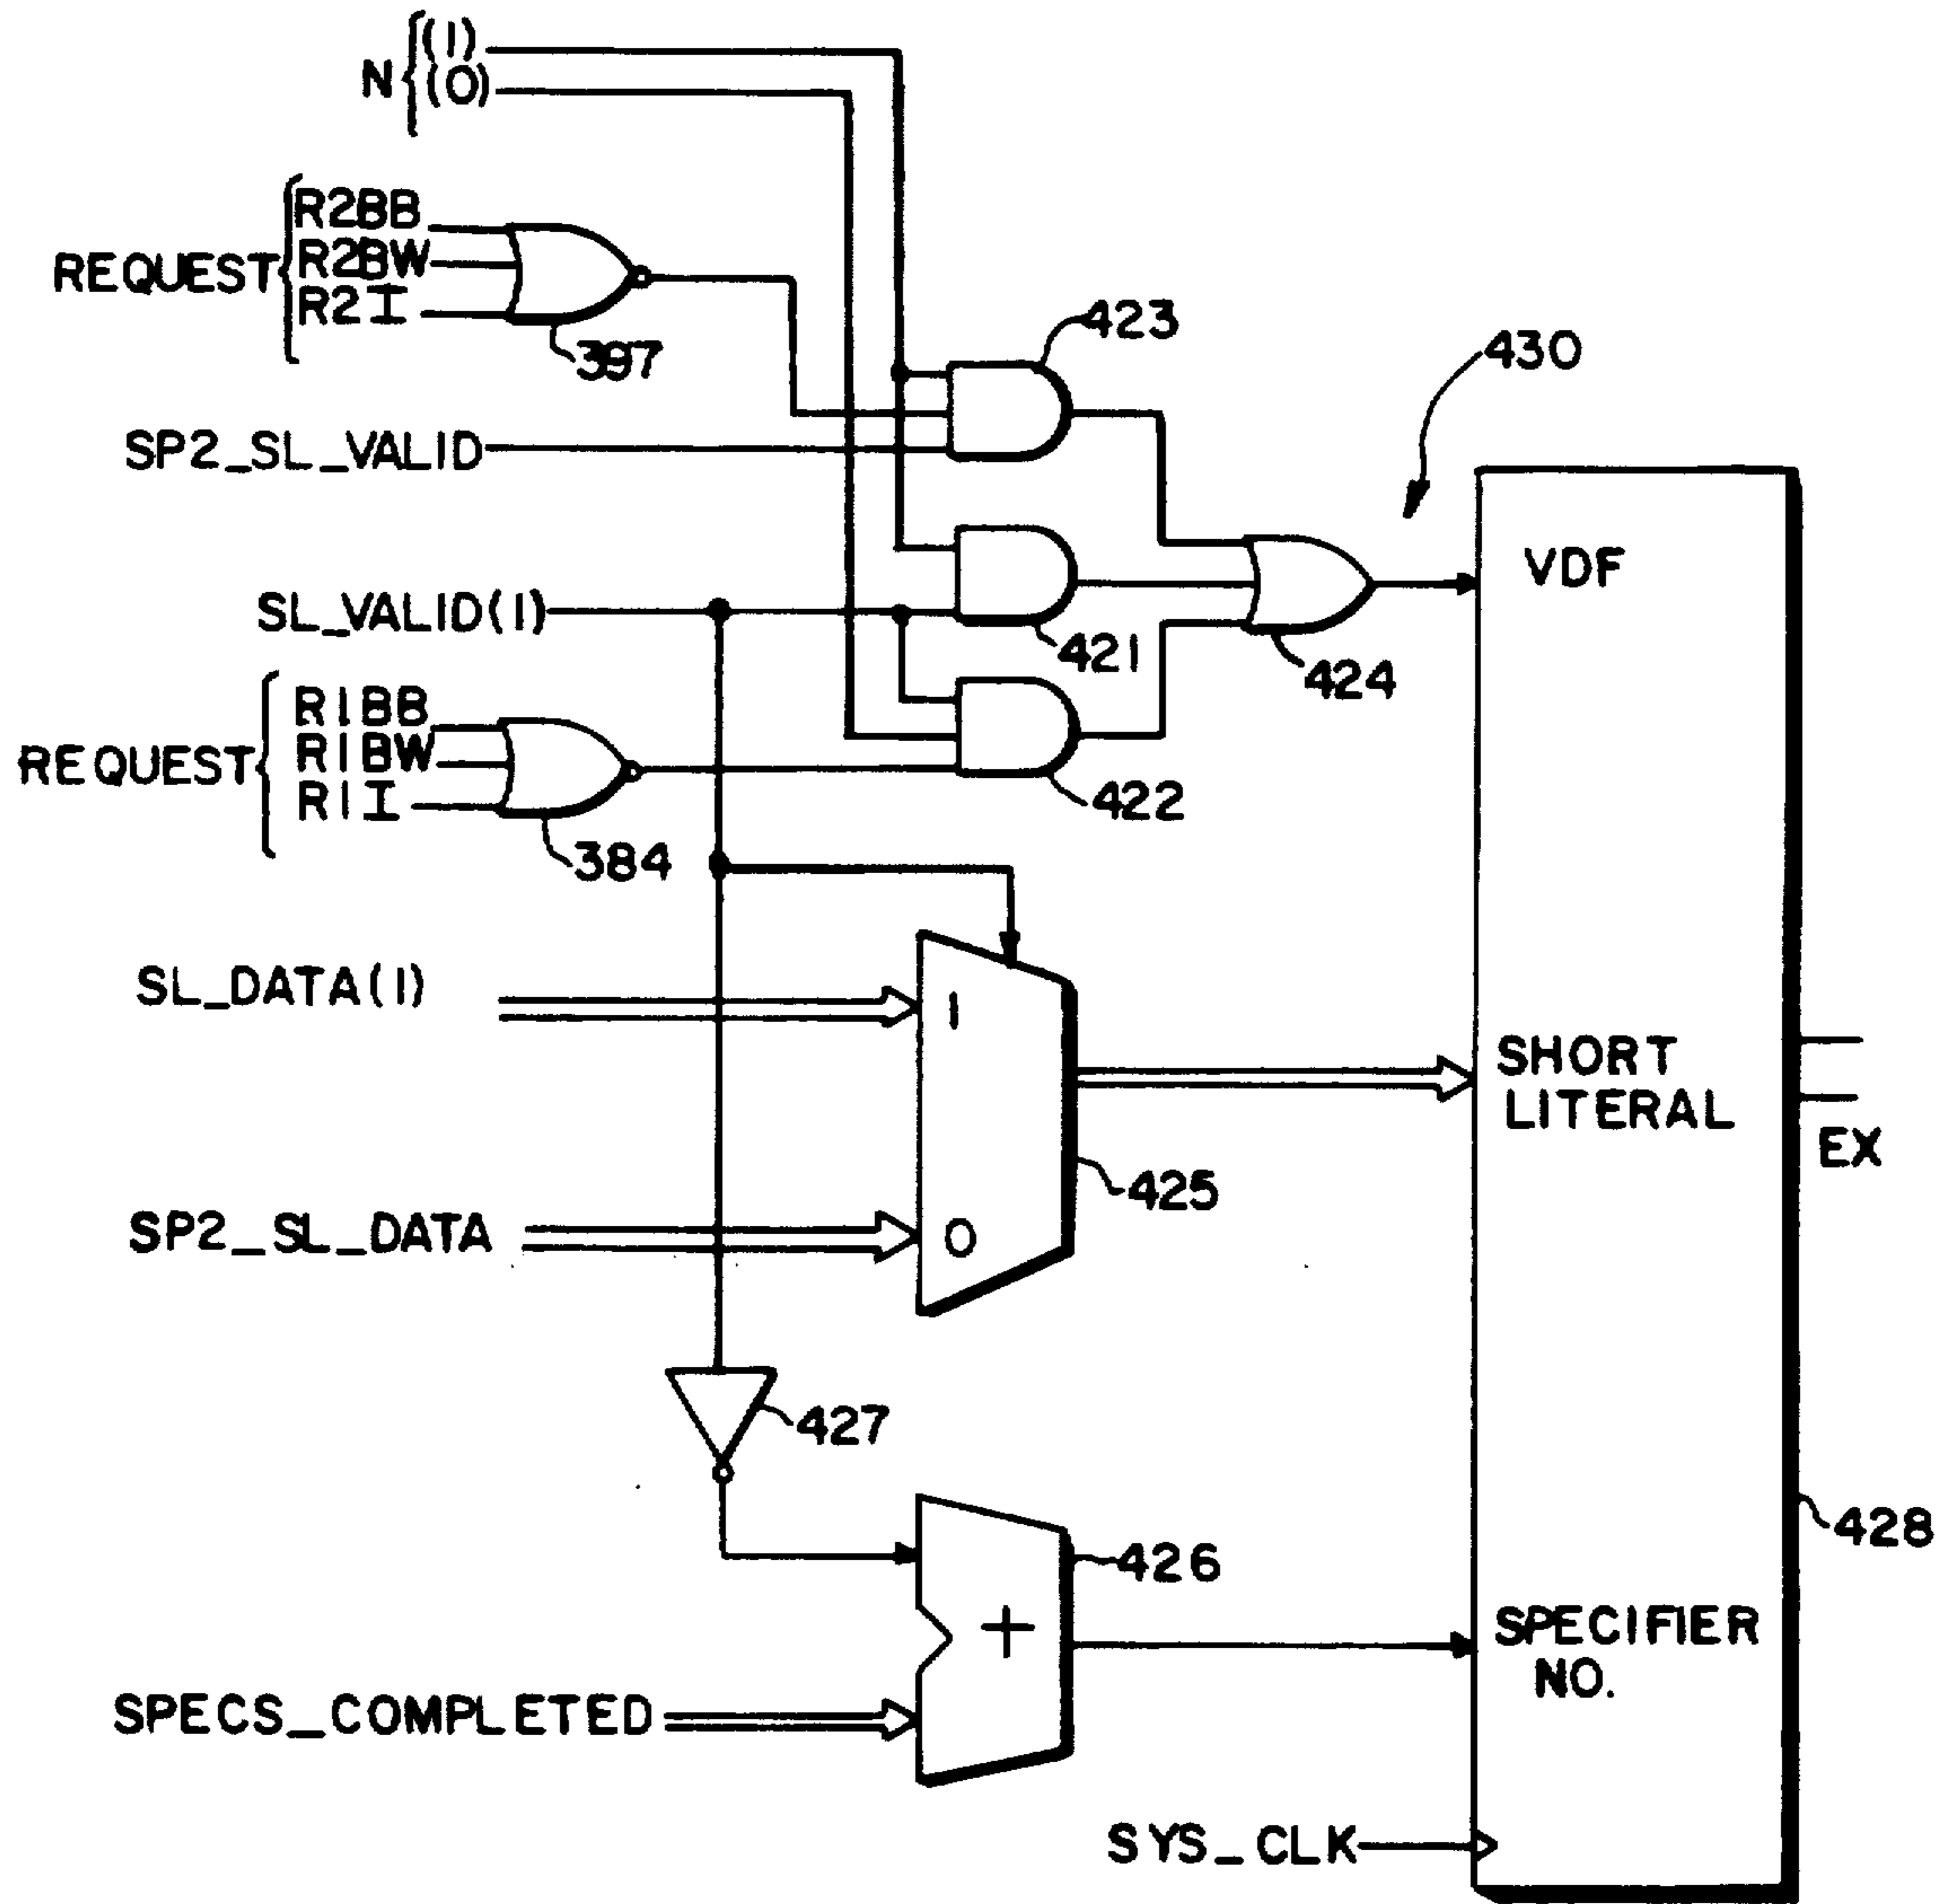 N
(1)
(0)
REQUEST
R2BB
R2BW
R2I
397
423
430
SP2_SL_VALID
VDF
SL_VALID(1)
421
424
REQUEST
R1BB
R1BW
R1I
422
384
SL_DATA(1)
1
SHORT
LITERAL
EX
425
SP2_SL_DATA
0
427
426
428
+
SPECIFIER
NO.
SPECS_COMPLETED
SYS_CLK